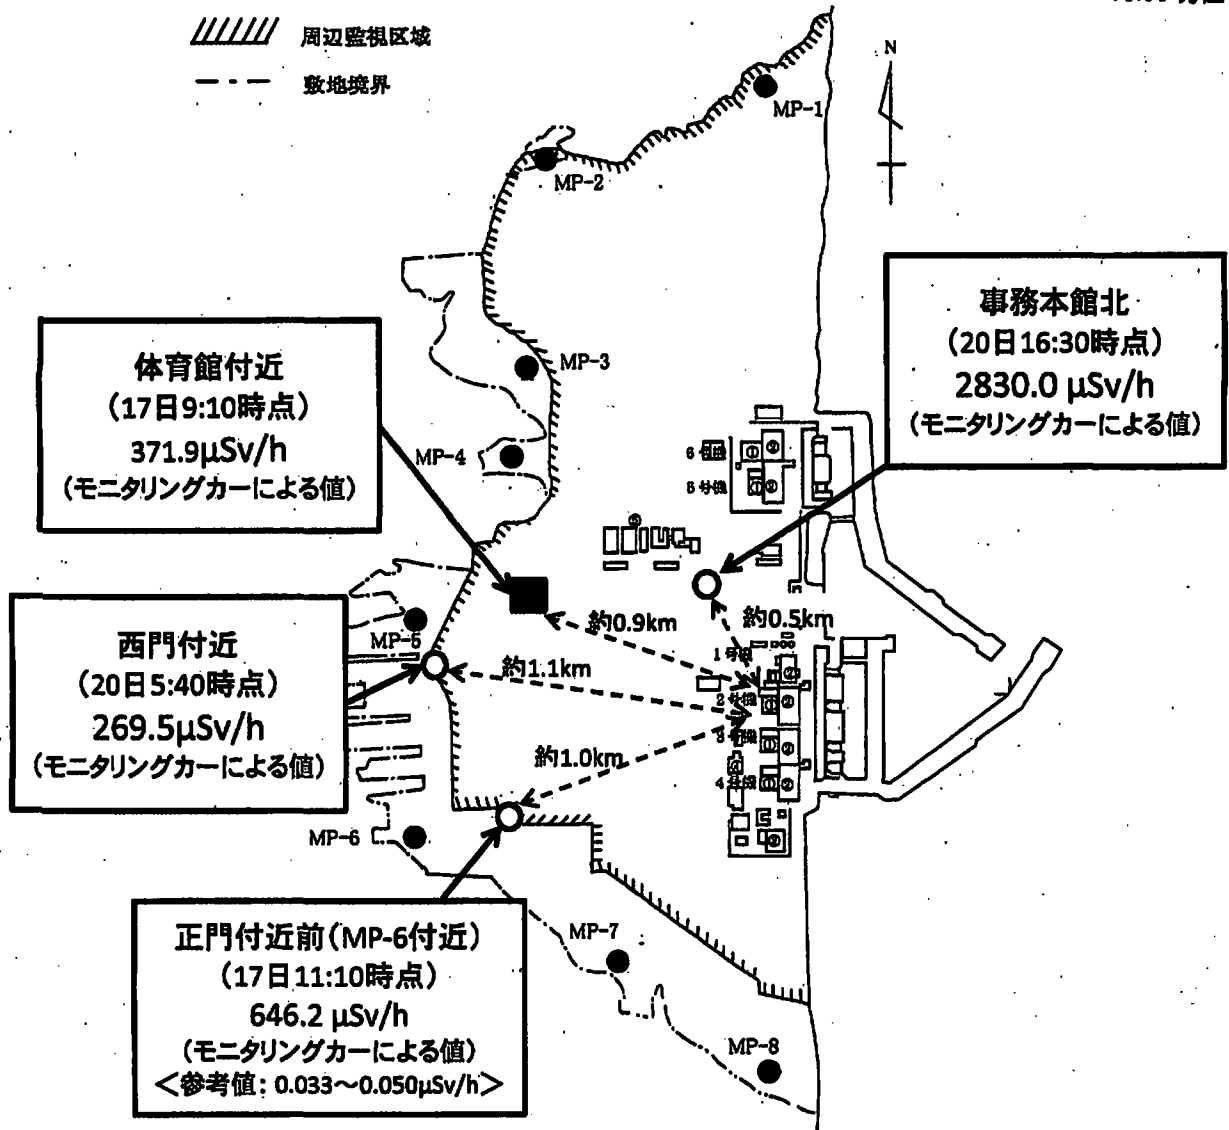 周辺監視区域
敷地境界
N
MP-1
MP-2
MP-3
MP-4
MP-5
MP-6
MP-7
MP-8
事務本館北
(20日16:30時点)
2830.0 μSv/h
(モニタリングカーによる値)
体育館付近
(17日9:10時点)
371.9μSv/h
(モニタリングカーによる値)
西門付近
(20日5:40時点)
269.5μSv/h
(モニタリングカーによる値)
正門付近前(MP-6付近)
(17日11:10時点)
646.2 μSv/h
(モニタリングカーによる値)
<参考値: 0.033〜0.050μSv/h>
約0.9km
約0.5km
約1.1km
約1.0km
6号機
5号機
1号機
2号機
3号機
4号機